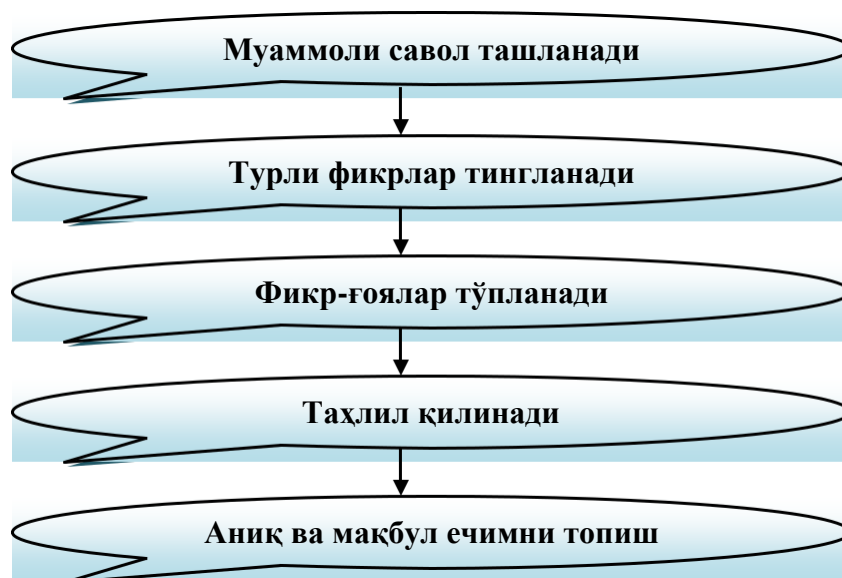 Муаммоли савол ташланади
Турли фикрлар тингланади
Фикр-ғоялар тўпланади
Таҳлил қилинади
Аниқ ва мақбул ечимни топиш